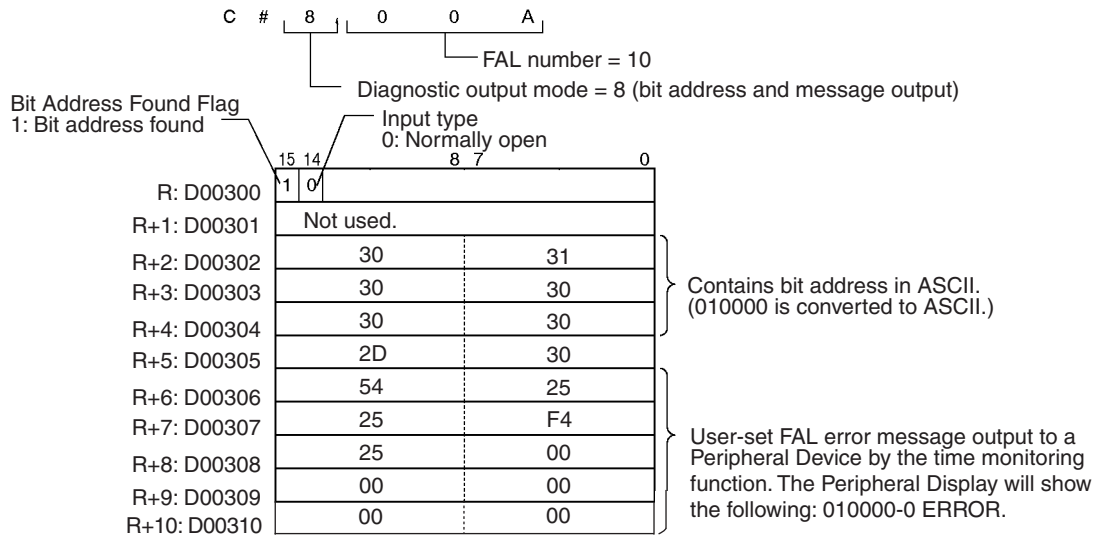 C # 8 0 0 A
FAL number = 10
Diagnostic output mode = 8 (bit address and message output)
Bit Address Found Flag
1: Bit address found
Input type
0: Normally open
15 14 8 7 0
R: D00300 1 0
R+1: D00301 Not used.
R+2: D00302 30 31
R+3: D00303 30 30
R+4: D00304 30 30
R+5: D00305 2D 30
R+6: D00306 54 25
R+7: D00307 25 F4
R+8: D00308 25 00
R+9: D00309 00 00
R+10: D00310 00 00
Contains bit address in ASCII.
(010000 is converted to ASCII.)
User-set FAL error message output to a
Peripheral Device by the time monitoring
function. The Peripheral Display will show
the following: 010000-0 ERROR.